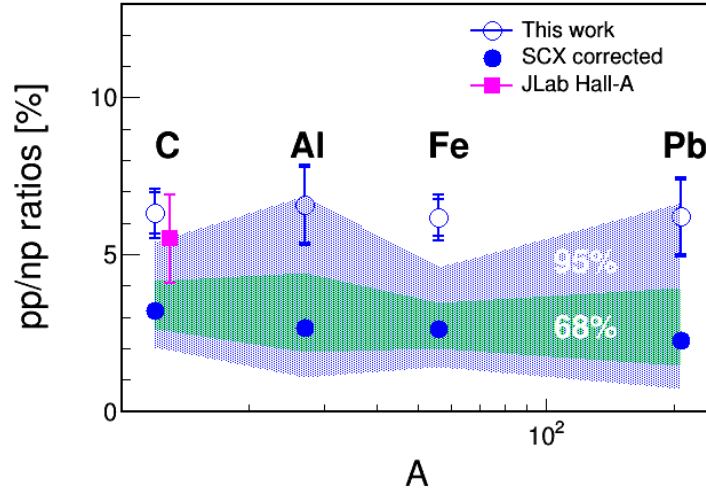 This work
SCX corrected
JLab Hall-A
pp/np ratios [%]
10
5
0
C Al Fe Pb
95%
68%
10²
A